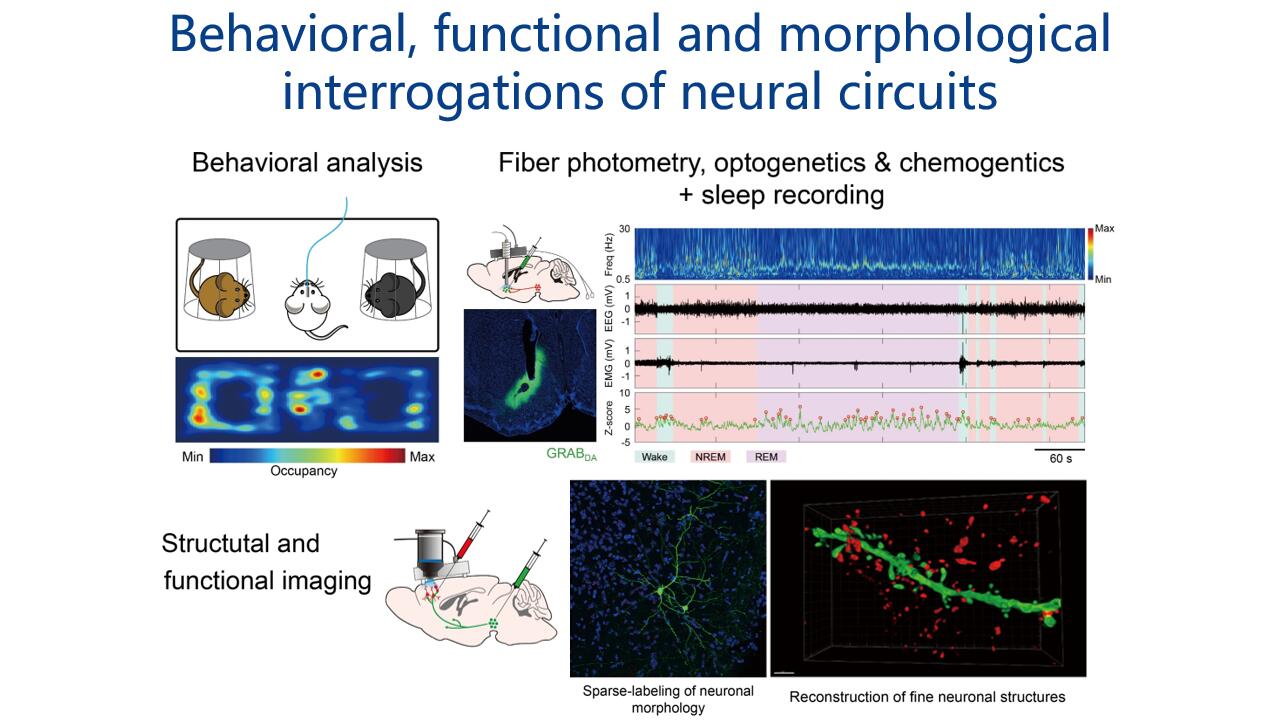 Behavioral, functional and morphological
interrogations of neural circuits
Behavioral analysis
Fiber photometry, optogenetics & chemogentics
+ sleep recording
30
Freq (Hz)
0.5
Max
Min
EEG (mV)
1
0
-1
EMG (mV)
1
0
-1
Z-score
10
5
0
-5
GRABDA
Wake
NREM
REM
60 s
Min
Max
Occupancy
Structutal and
functional imaging
Sparse-labeling of neuronal
morphology
Reconstruction of fine neuronal structures